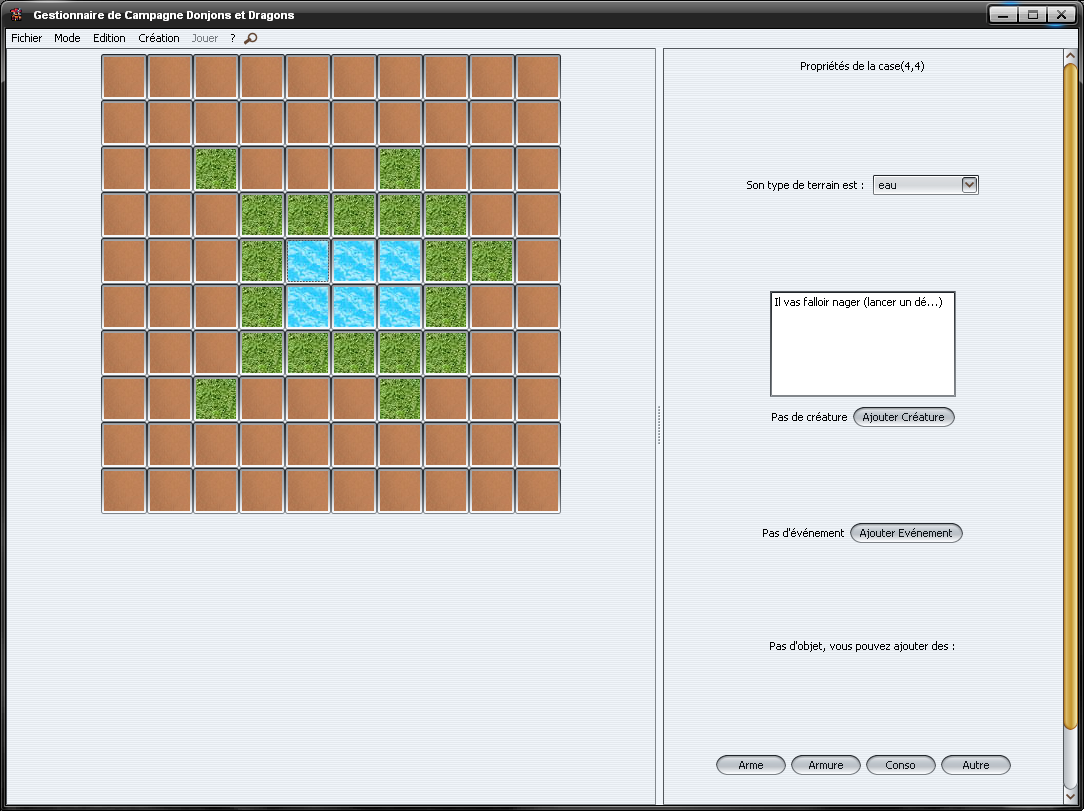 Gestionnaire de Campagne Donjons et Dragons
Fichier Mode Edition Création Jouer ?
Propriétés de la case(4,4)
Son type de terrain est : eau
Il vas falloir nager (lancer un dé...)
Pas de créature Ajouter Créature
Pas d'événement Ajouter Evénement
Pas d'objet, vous pouvez ajouter des :
Arme Armure Conso Autre